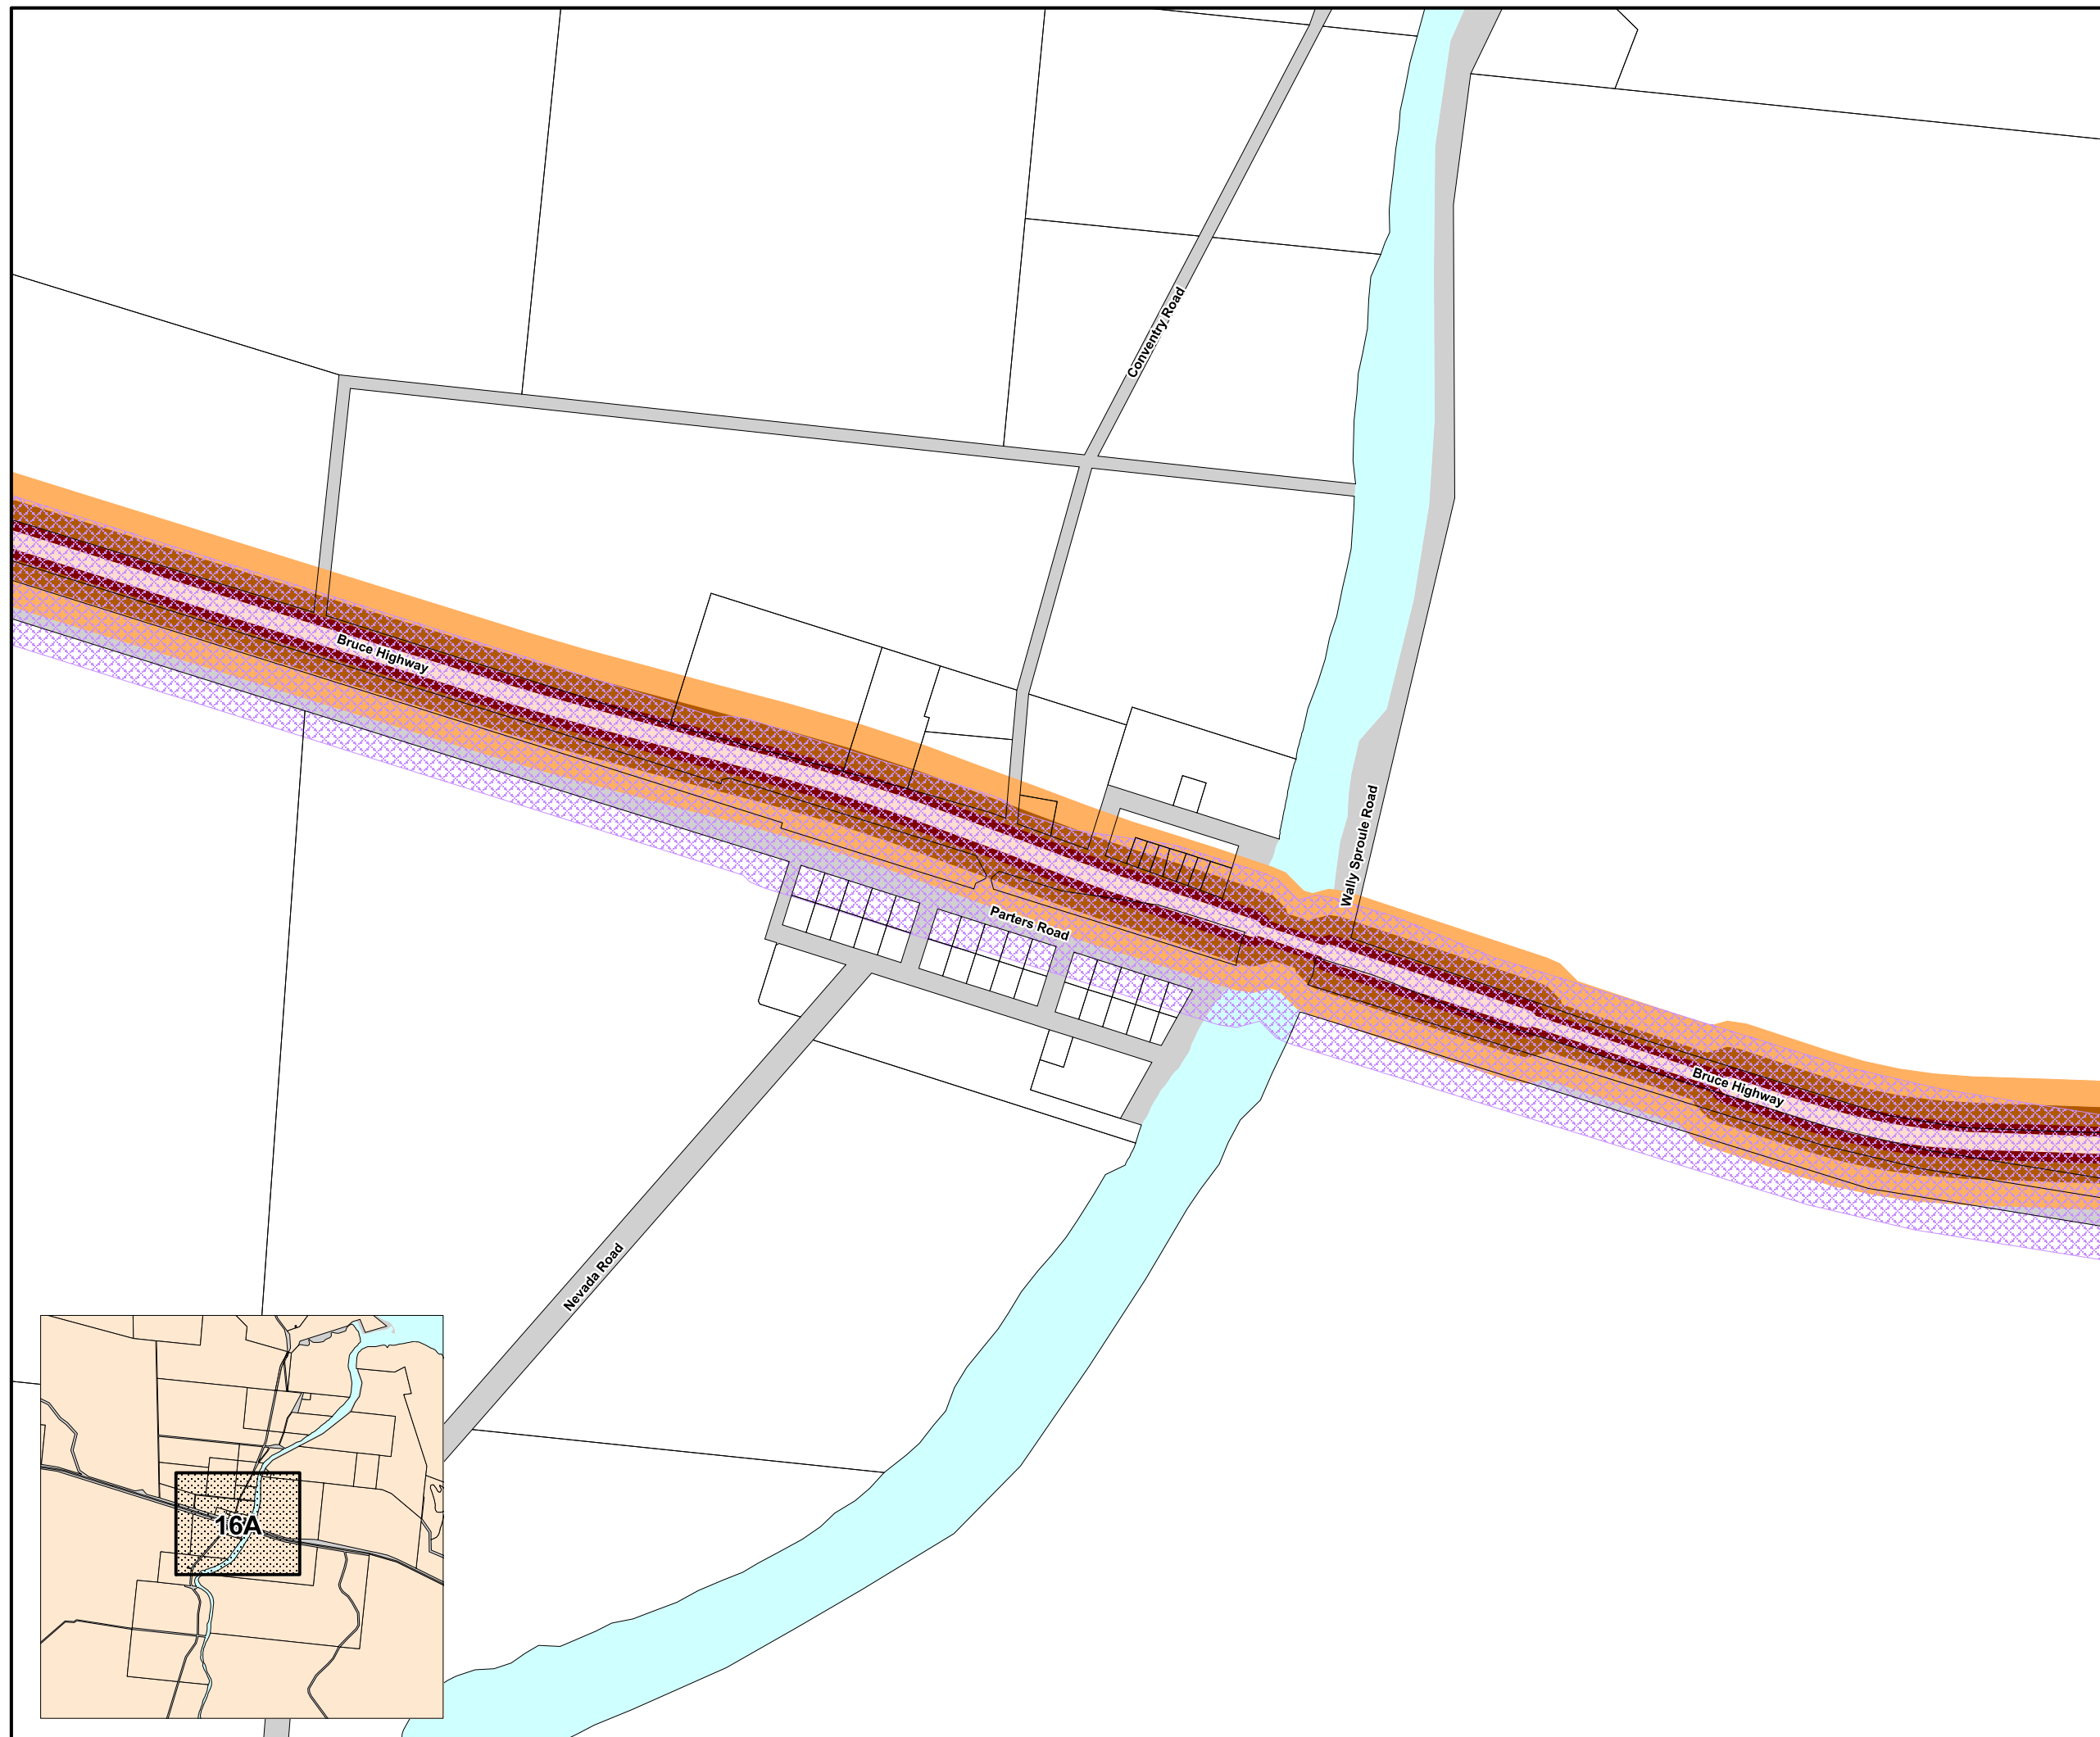 Conventry Road
Bruce Highway
Wally Sproule Road
Parters Road
Bruce Highway
Nevada Road
16A